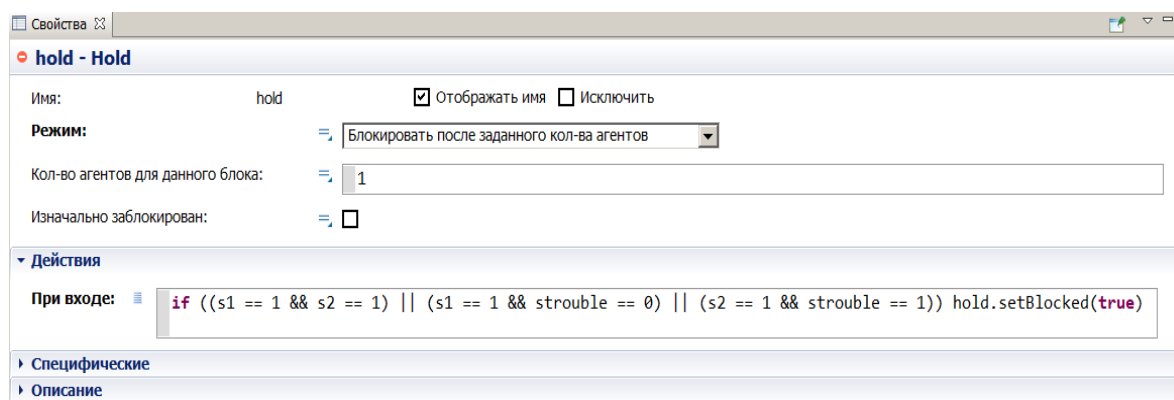 Свойства
hold - Hold
Имя: hold Отображать имя Исключить
Режим: Блокировать после заданного кол-ва агентов
Кол-во агентов для данного блока: 1
Изначально заблокирован:
Действия
При входе: if ((s1 == 1 && s2 == 1) || (s1 == 1 && strouble == 0) || (s2 == 1 && strouble == 1)) hold.setBlocked(true)
Специфические
Описание